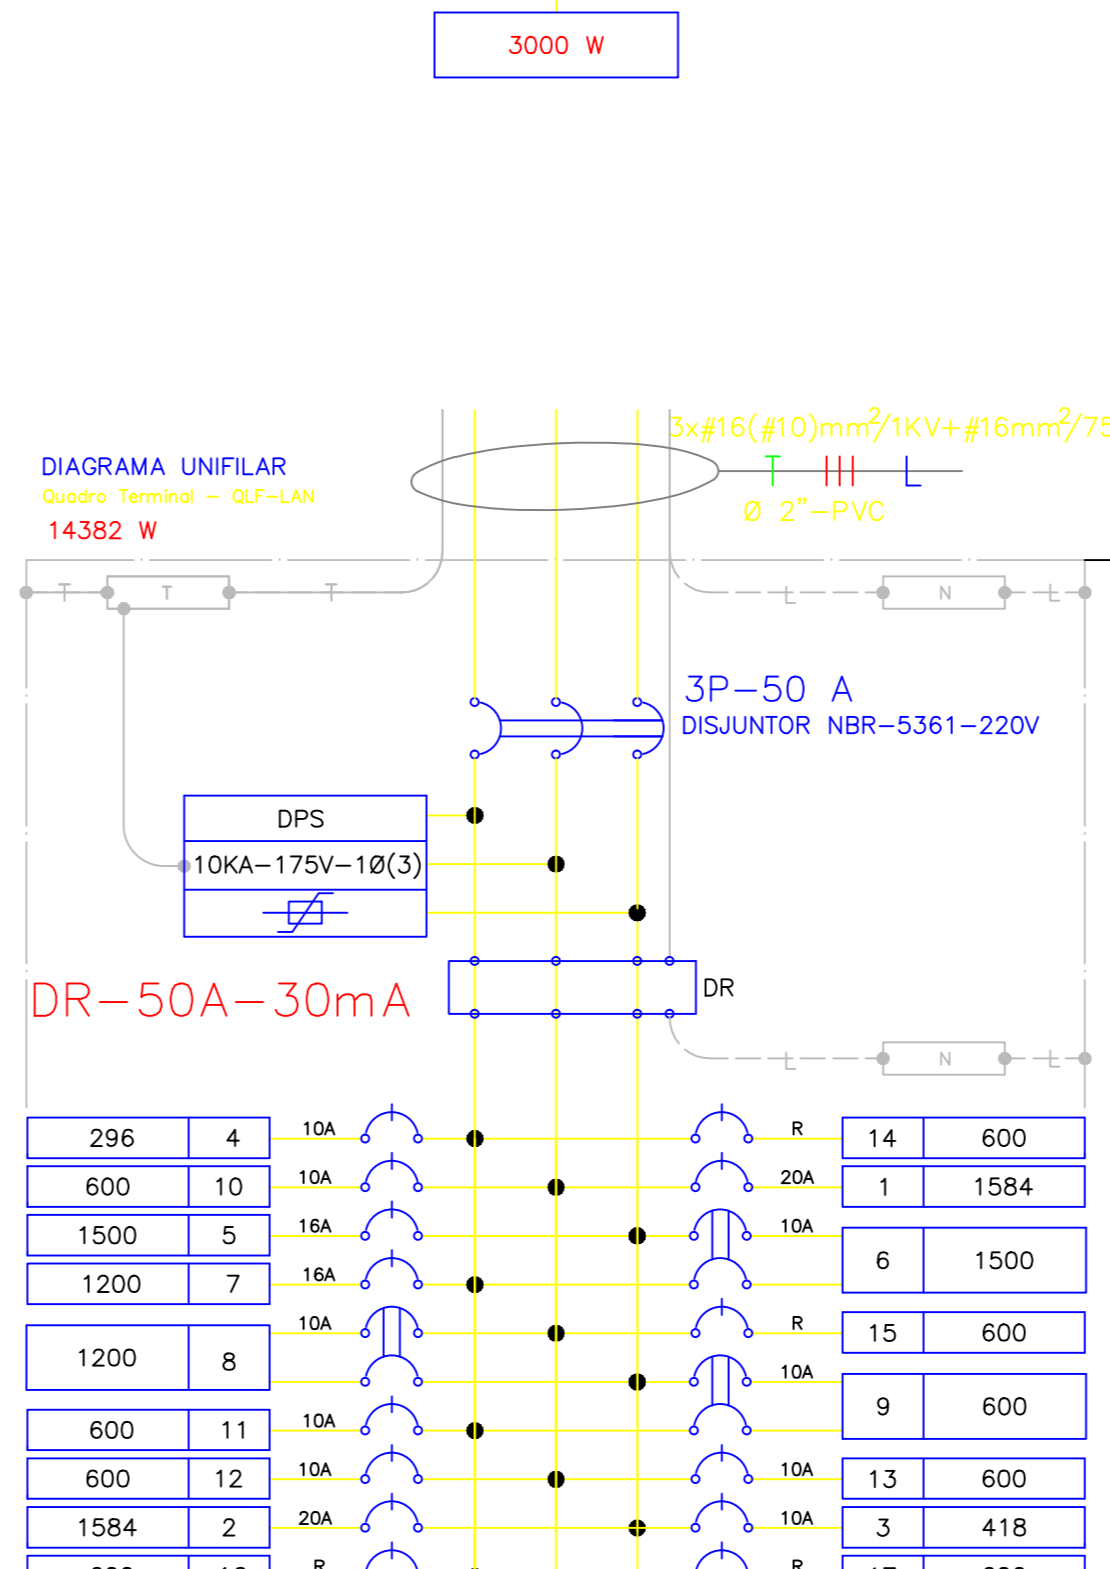 3000 W
3x#16(#10)mm²/1KV+#16mm²/75
DIAGRAMA UNIFILAR
Quadro Terminal - QLF-LAN
14382 W
T III L
Ø 2"-PVC
T T T L N L
3P-50 A
DISJUNTOR NBR-5361-220V
DPS
10KA-175V-1Ø(3)
DR-50A-30mA
DR
L N L
296 4 10A R 14 600
600 10 10A 20A 1 1584
1500 5 16A 10A 6 1500
1200 7 16A
1200 8 10A R 15 600
10A 9 600
600 11 10A
600 12 10A 10A 13 600
1584 2 20A 10A 3 418
R R